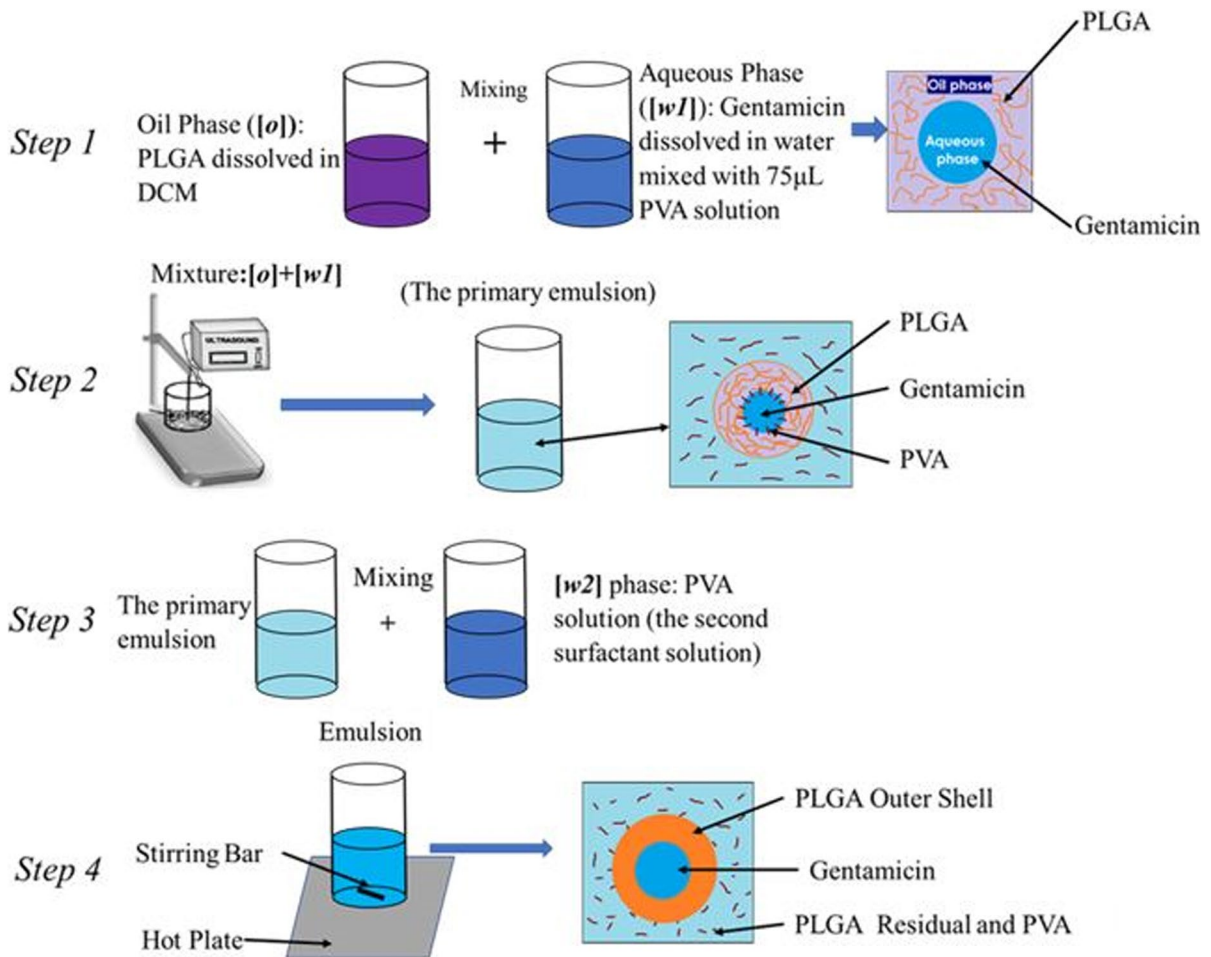 Step 1
Oil Phase ([o]):
PLGA dissolved in
DCM
Mixing
+
Aqueous Phase
([w1]): Gentamicin
dissolved in water
mixed with 75μL
PVA solution
PLGA
Oil phase
Aqueous
phase
Gentamicin
Step 2
Mixture:[o]+[w1]
ULTRASOUND
(The primary emulsion)
PLGA
Gentamicin
PVA
Step 3
The primary
emulsion
Mixing
+
[w2] phase: PVA
solution (the second
surfactant solution)
Step 4
Emulsion
Stirring Bar
Hot Plate
PLGA Outer Shell
Gentamicin
PLGA Residual and PVA